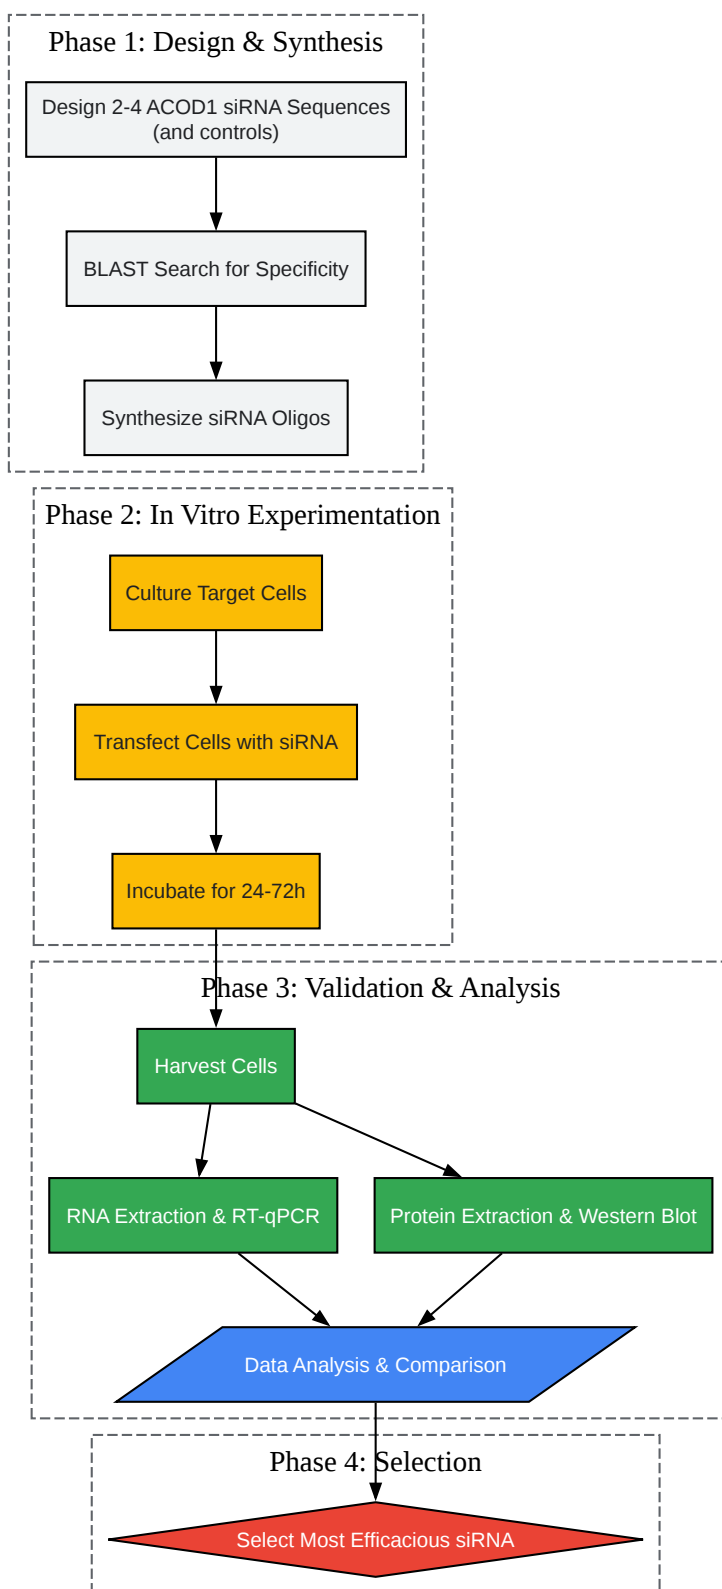 Phase 1: Design & Synthesis
Design 2-4 ACOD1 siRNA Sequences
(and controls)
BLAST Search for Specificity
Synthesize siRNA Oligos
Phase 2: In Vitro Experimentation
Culture Target Cells
Transfect Cells with siRNA
Incubate for 24-72h
Phase 3: Validation & Analysis
Harvest Cells
RNA Extraction & RT-qPCR
Protein Extraction & Western Blot
Data Analysis & Comparison
Phase 4: Selection
Select Most Efficacious siRNA